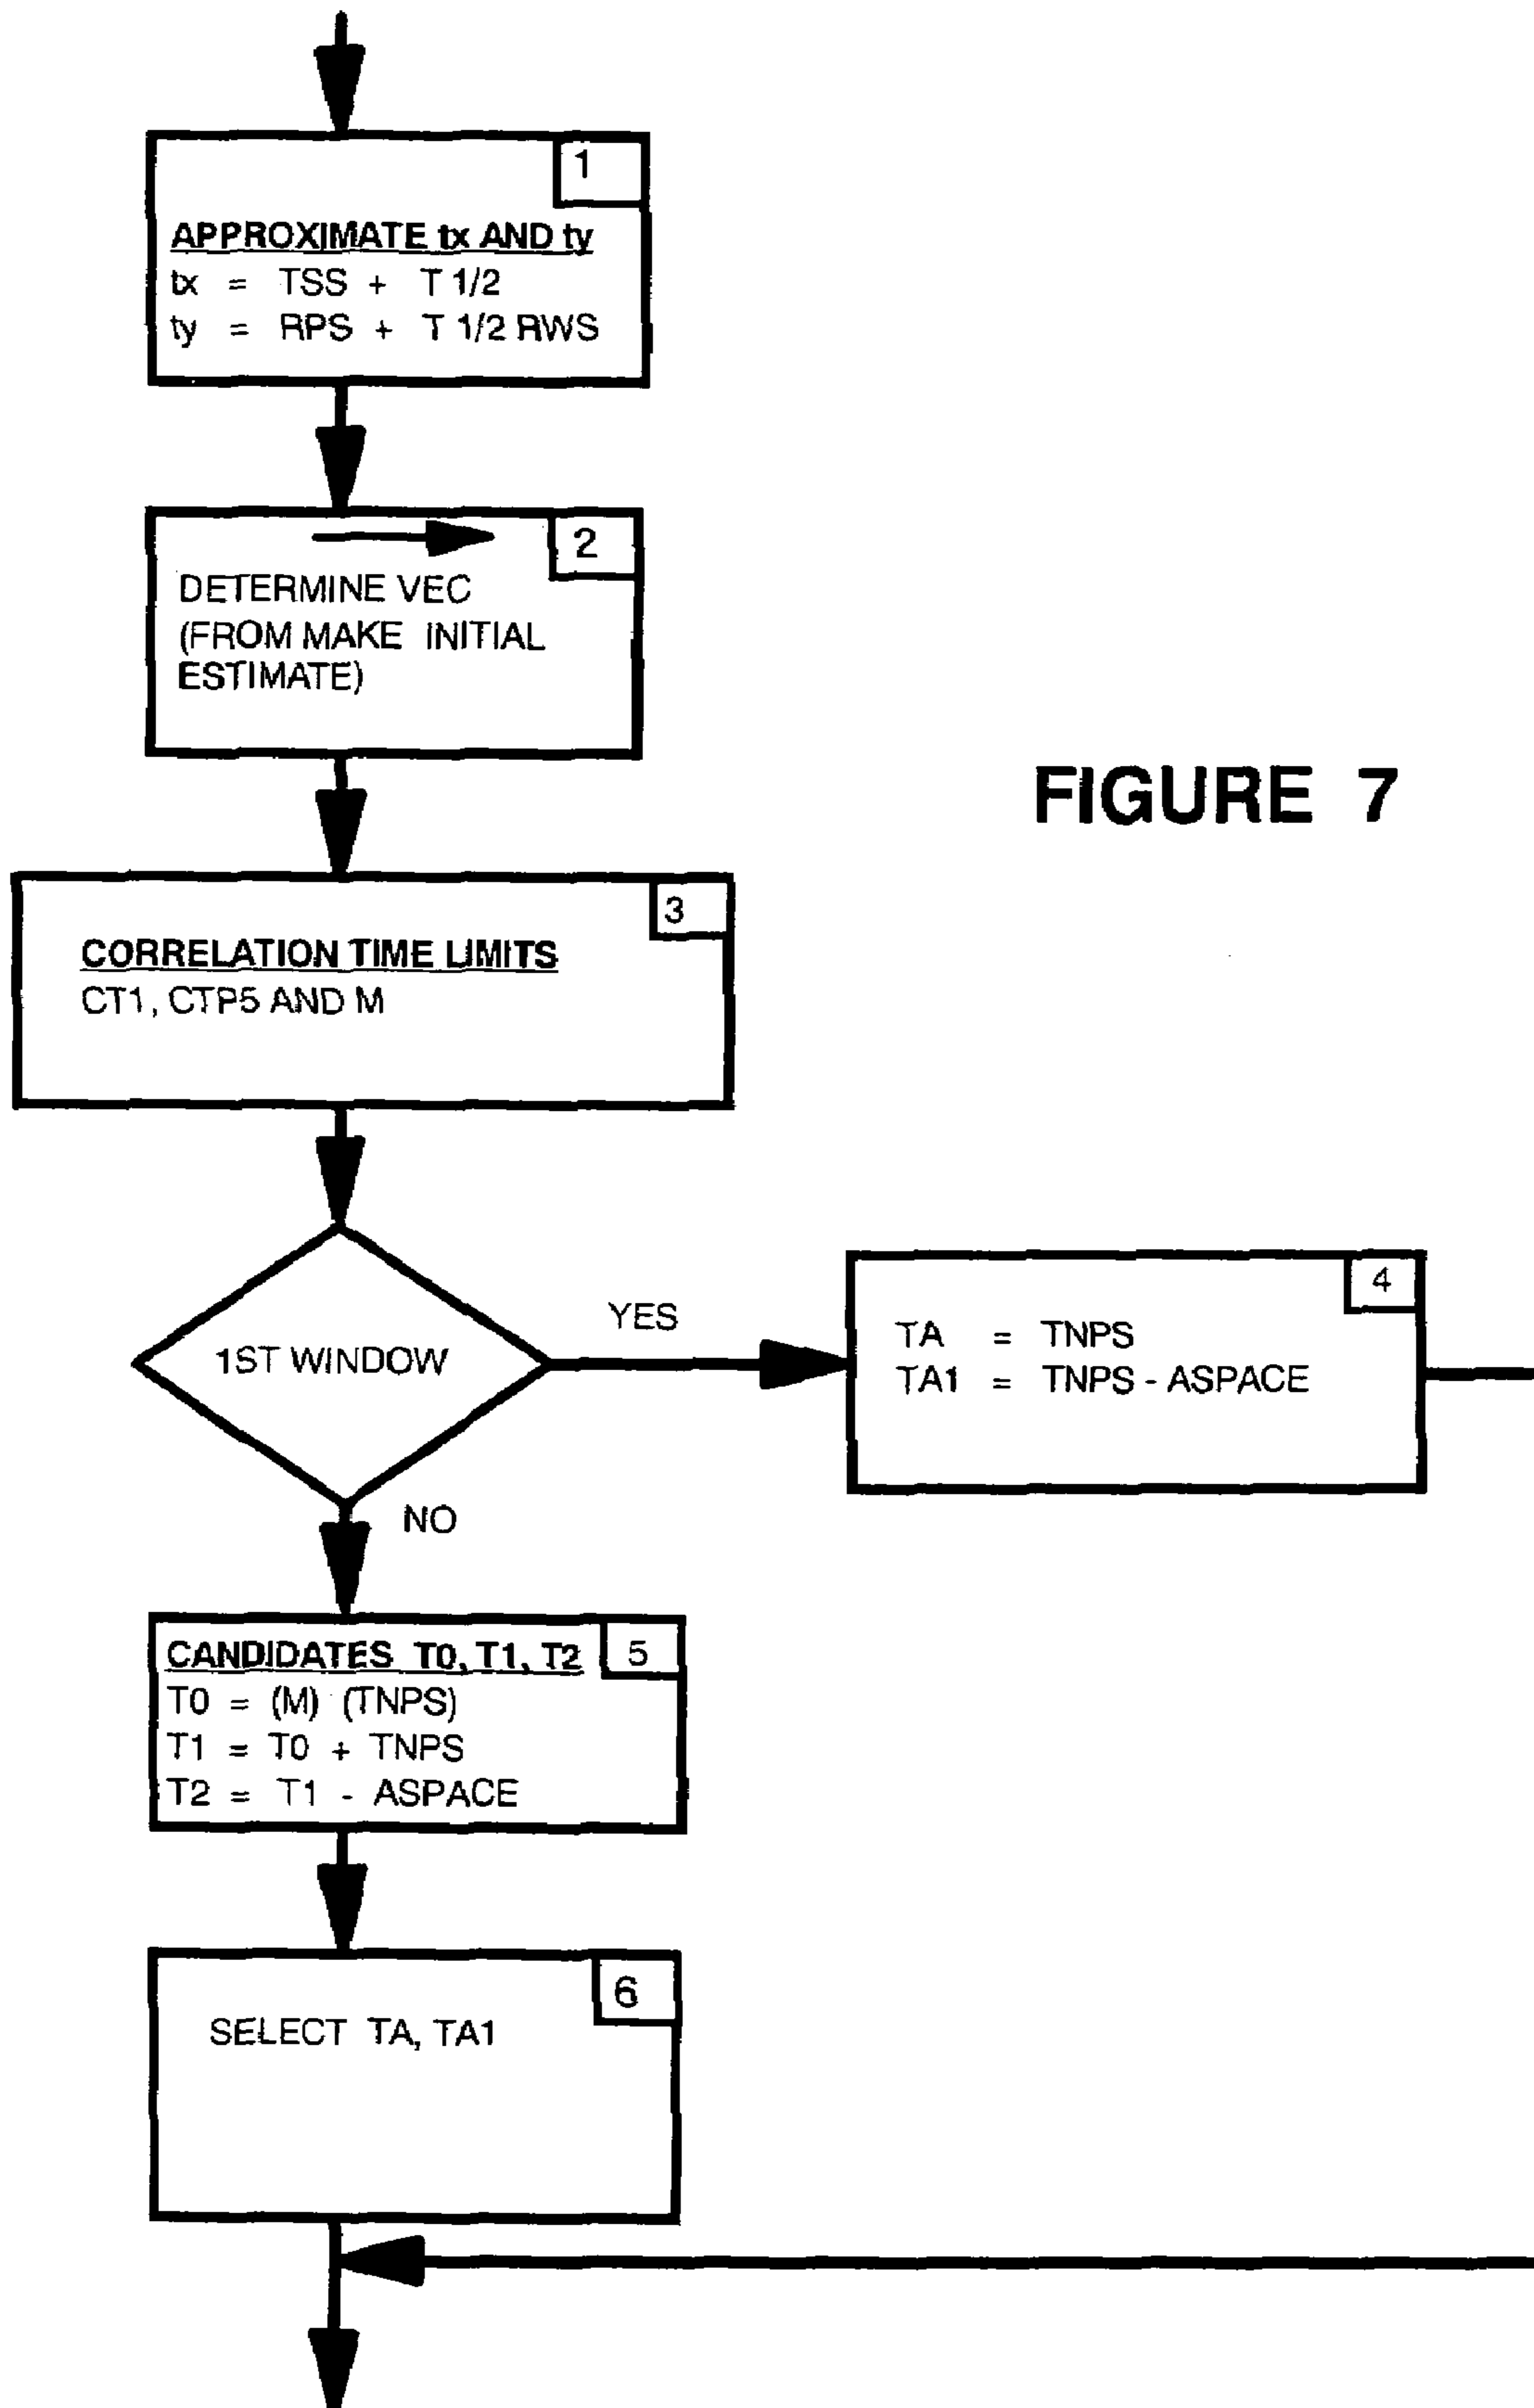 1
APPROXIMATE tx AND ty
tx = TSS + T 1/2
ty = RPS + T 1/2 RWS
2
DETERMINE VEC
(FROM MAKE INITIAL
ESTIMATE)
FIGURE 7
3
CORRELATION TIME LIMITS
CT1, CTP5 AND M
1ST WINDOW
YES
4
TA = TNPS
TA1 = TNPS - ASPACE
NO
CANDIDATES T0, T1, T2
5
T0 = (M) (TNPS)
T1 = T0 + TNPS
T2 = T1 - ASPACE
6
SELECT TA, TA1